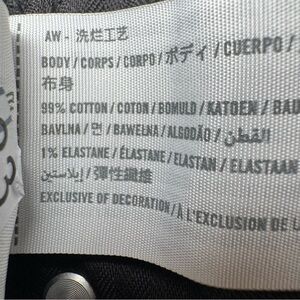 AW - 洗烂工艺
BODY / CORPS / CORPO / ボディ / CUERPO /
布身
99% COTTON / COTON / BOMULD / KATOEN / BAU
BAVLNA / 면 / BAWEŁNA / ALGODÃO / القطن /
1% ELASTANE / ÉLASTANE / ELASTAN / ELASTAAN
إيلاستين / 彈性纖維
EXCLUSIVE OF DECORATION / À L'EXCLUSION DE L